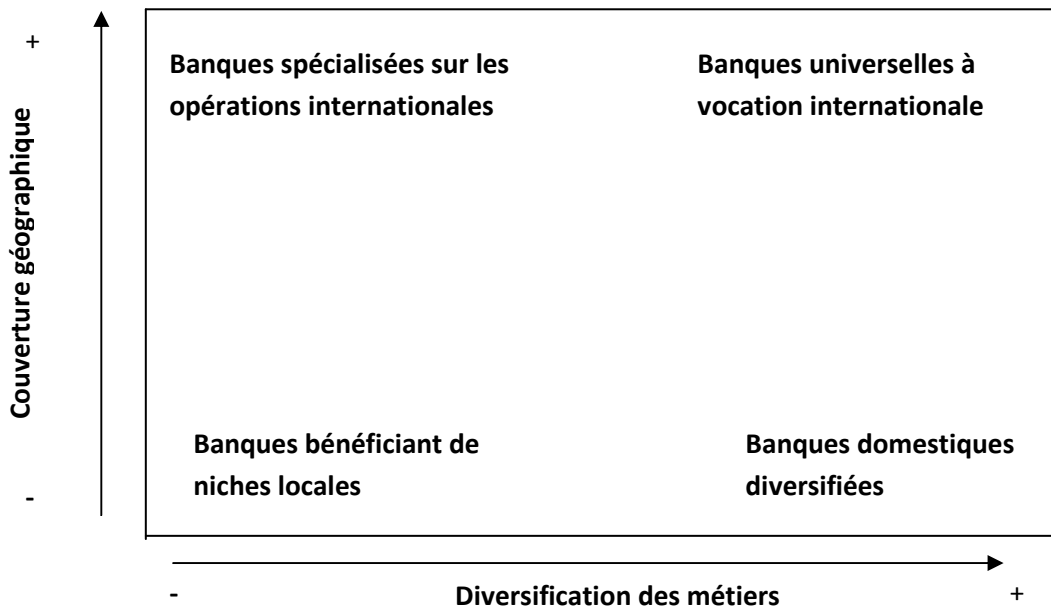 +
Banques spécialisées sur les
opérations internationales
Banques universelles à
vocation internationale
Couverture géographique
Banques bénéficiant de
niches locales
Banques domestiques
diversifiées
-
-
Diversification des métiers
+